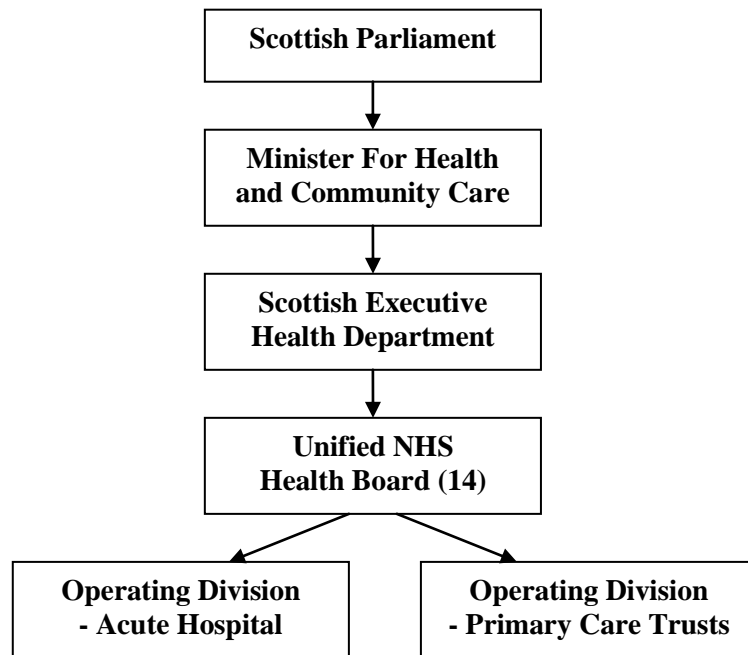 Scottish Parliament
Minister For Health
and Community Care
Scottish Executive
Health Department
Unified NHS
Health Board (14)
Operating Division
- Acute Hospital
Operating Division
- Primary Care Trusts